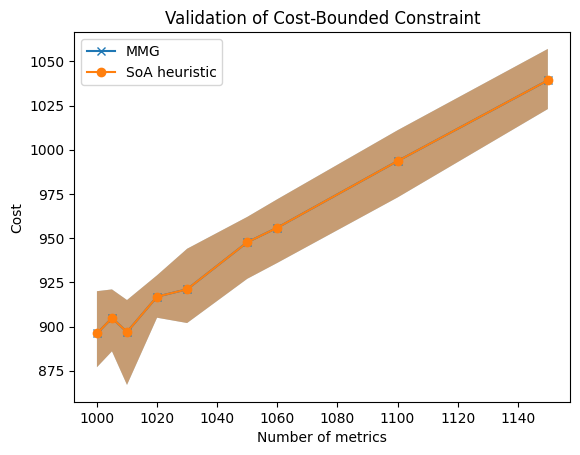 Validation of Cost-Bounded Constraint
MMG
SoA heuristic
Cost
1050
1025
1000
975
950
925
900
875
1000 1020 1040 1060 1080 1100 1120 1140
Number of metrics